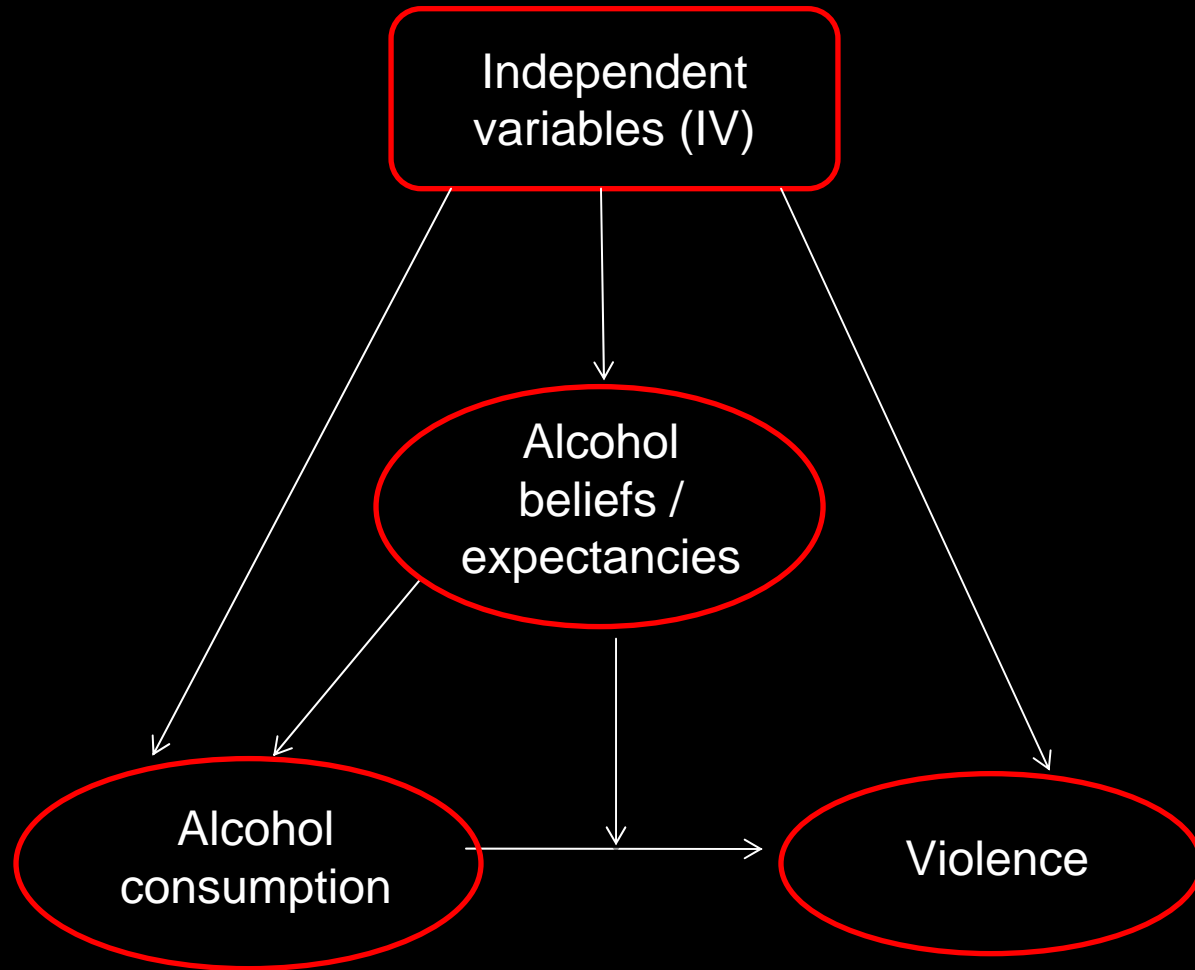 Independent
variables (IV)
Alcohol
beliefs /
expectancies
Alcohol
consumption
Violence